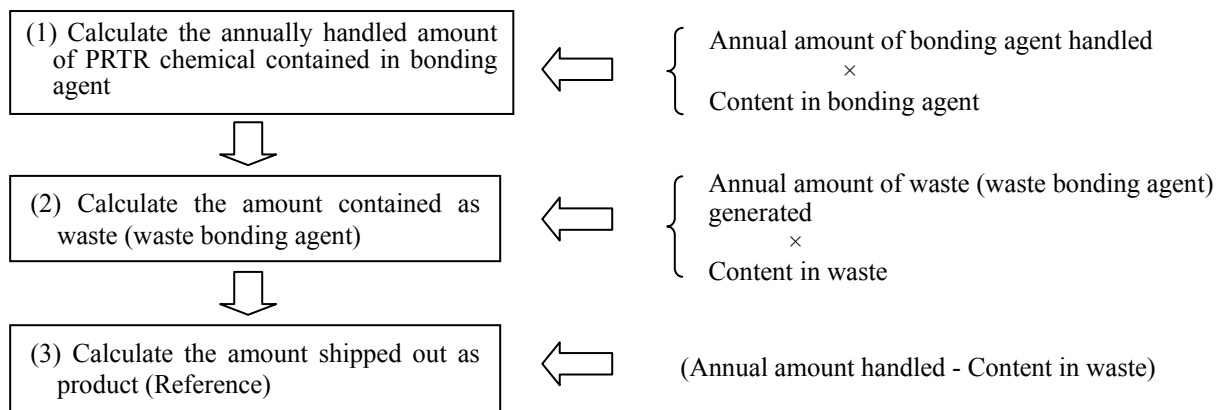 (1) Calculate the annually handled amount
of PRTR chemical contained in bonding
agent
Annual amount of bonding agent handled
×
Content in bonding agent
(2) Calculate the amount contained as
waste (waste bonding agent)
Annual amount of waste (waste bonding agent)
generated
×
Content in waste
(3) Calculate the amount shipped out as
product (Reference)
(Annual amount handled - Content in waste)